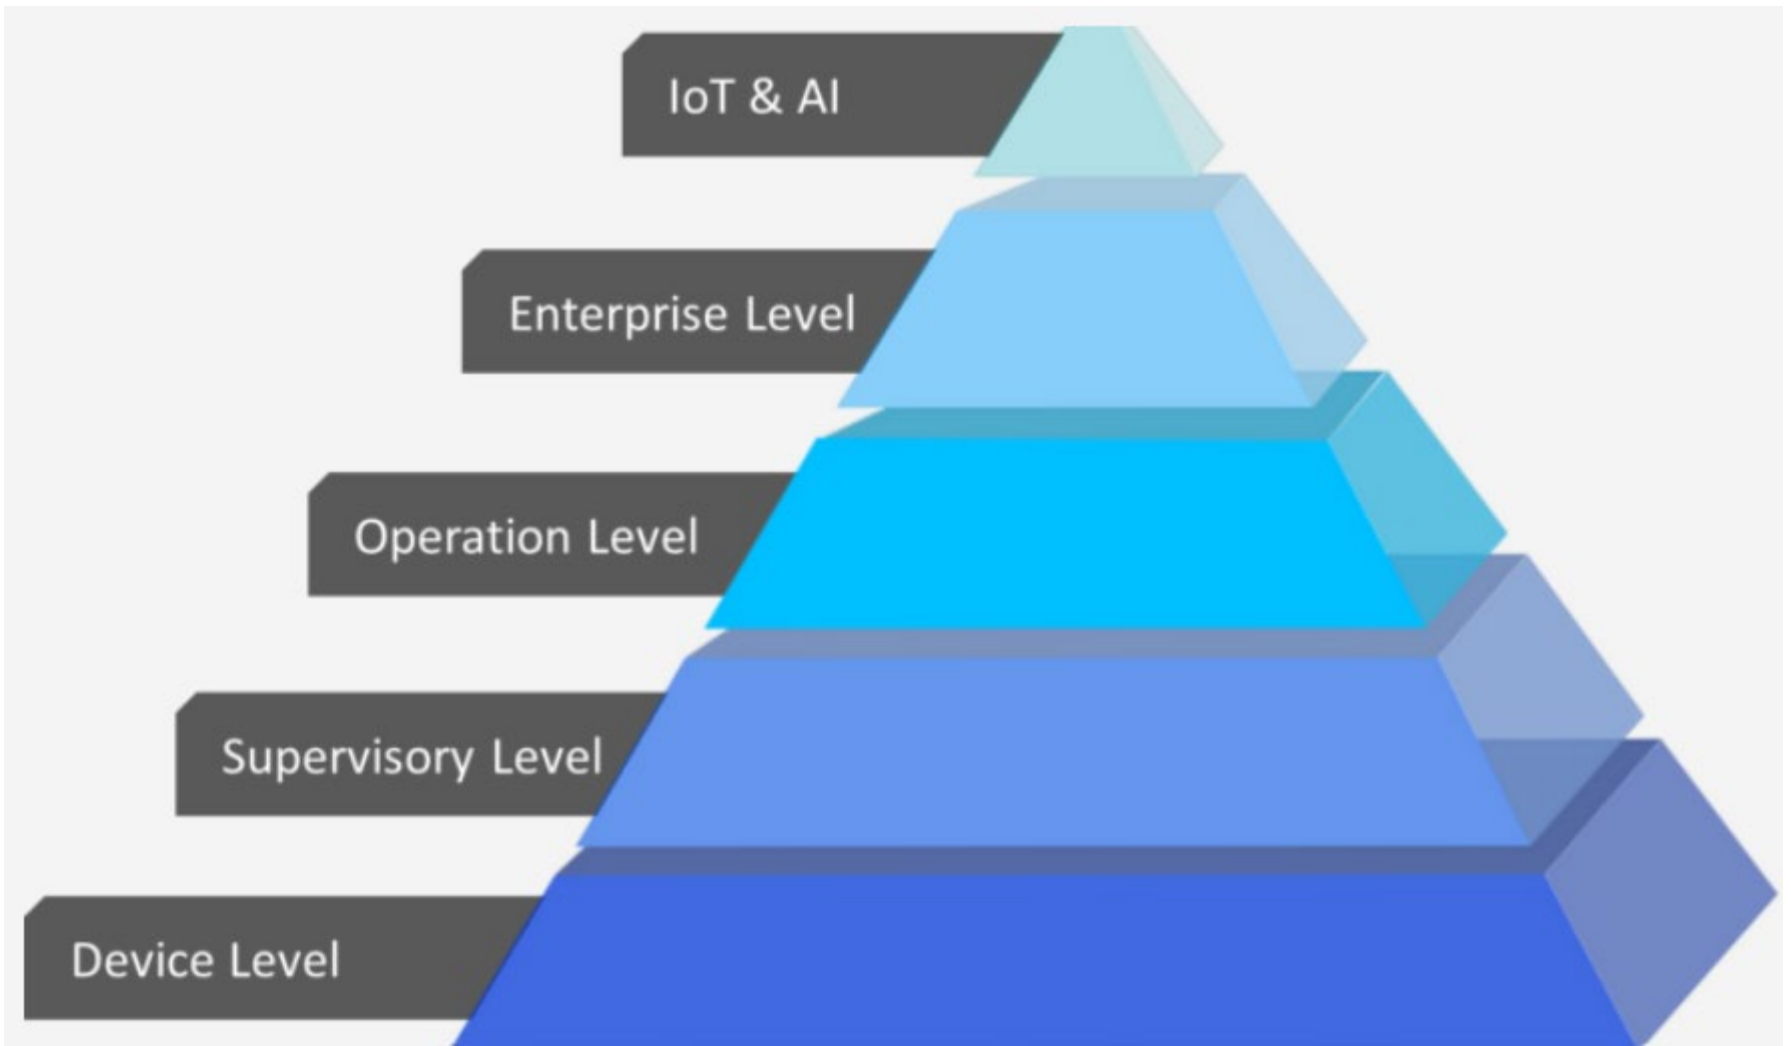 IoT & AI
Enterprise Level
Operation Level
Supervisory Level
Device Level